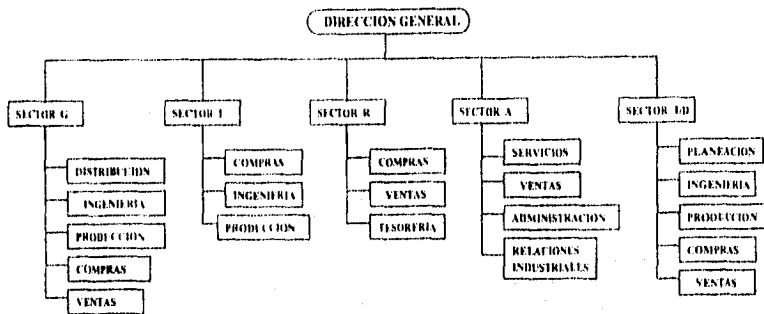 DIRECCION GENERAL
SECTOR G
SECTOR I
SECTOR R
SECTOR A
SECTOR
DISTRIBUCION
INGENIERIA
PRODUCCION
COMPRAS
VENTAS
COMPRAS
INGENIERIA
PRODUCCION
COMPRAS
VENTAS
TESORERIA
SERVICIOS
VENTAS
ADMINISTRACION
RELACIONES
INDUSTRIALES
PLANEACION
INGENIERIA
PRODUCCION
COMPRAS
VENTAS